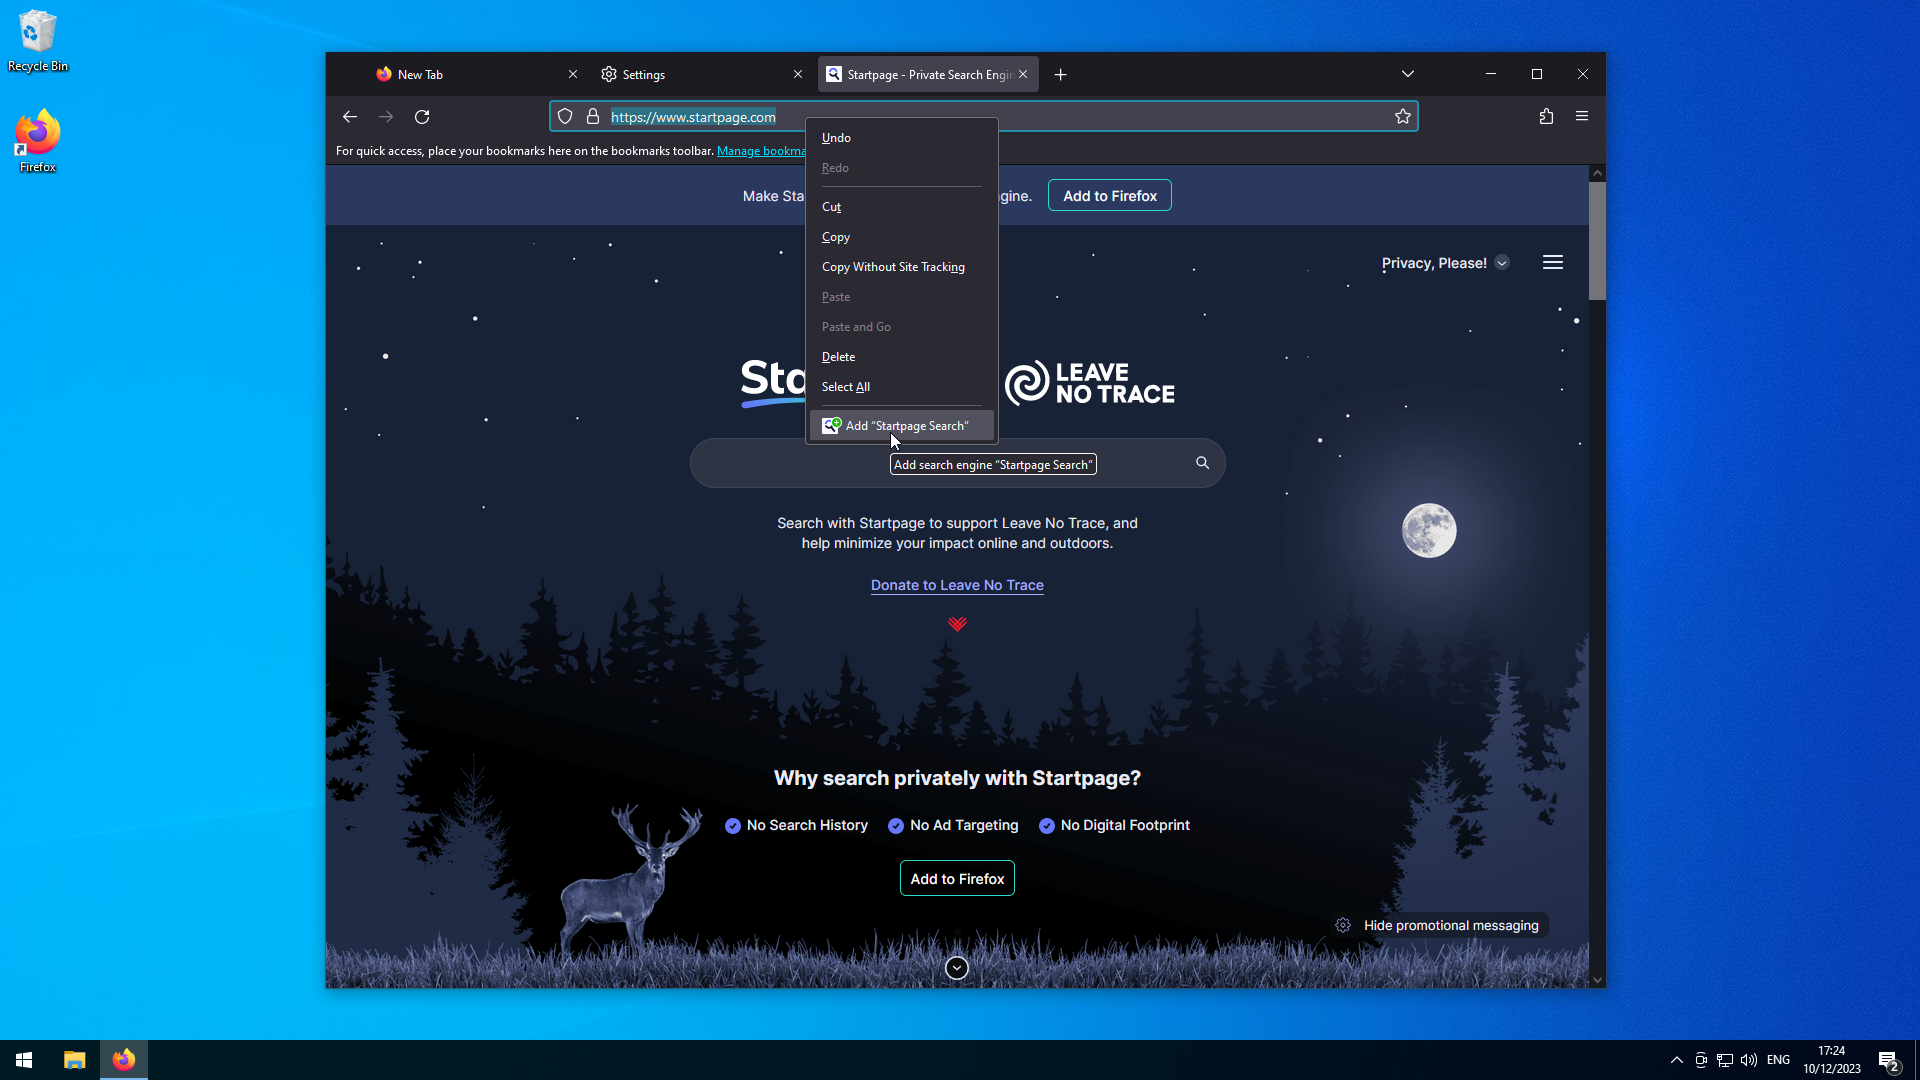 Recycle Bin
Firefox
New Tab
Settings
Startpage - Private Search Engin
https://www.startpage.com
For quick access, place your bookmarks here on the bookmarks toolbar. Manage bookma
Undo
Redo
Cut
Copy
Copy Without Site Tracking
Paste
Paste and Go
Delete
Select All
Add “Startpage Search”
Add search engine “Startpage Search”
Make Sta
gine.
Add to Firefox
Privacy, Please!
Sta
LEAVE
NO TRACE
Search with Startpage to support Leave No Trace, and
help minimize your impact online and outdoors.
Donate to Leave No Trace
Why search privately with Startpage?
No Search History
No Ad Targeting
No Digital Footprint
Add to Firefox
Hide promotional messaging
ENG
17:24
10/12/2023
2